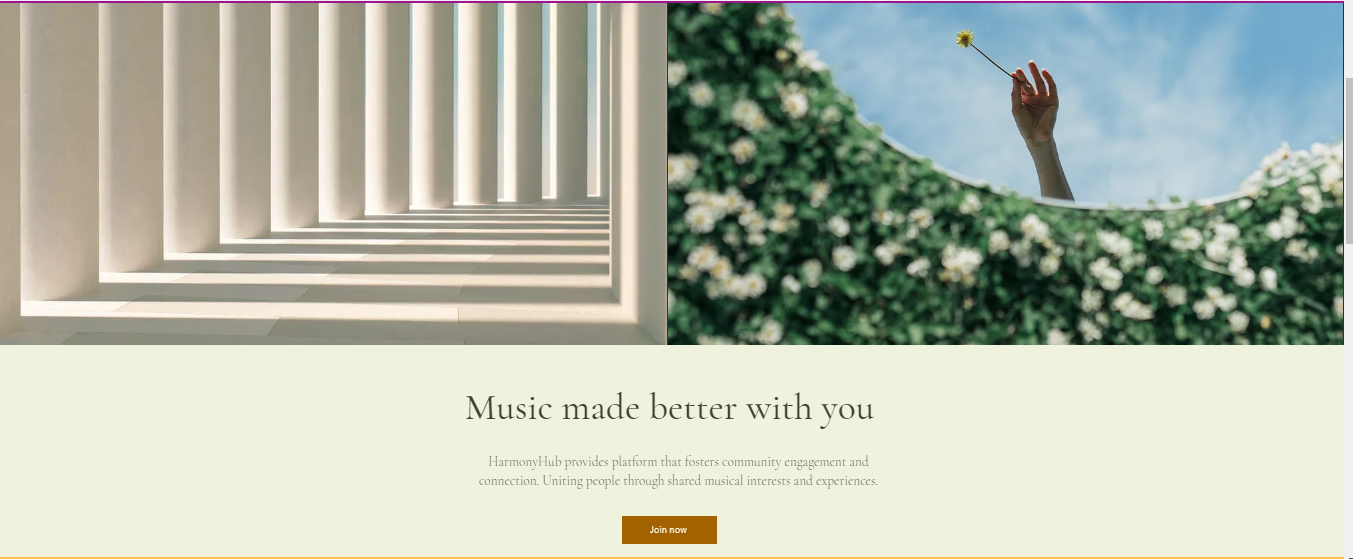 Music made better with you
HarmonyHub provides platform that fosters community engagement and
connection. Uniting people through shared musical interests and experiences.
Join now